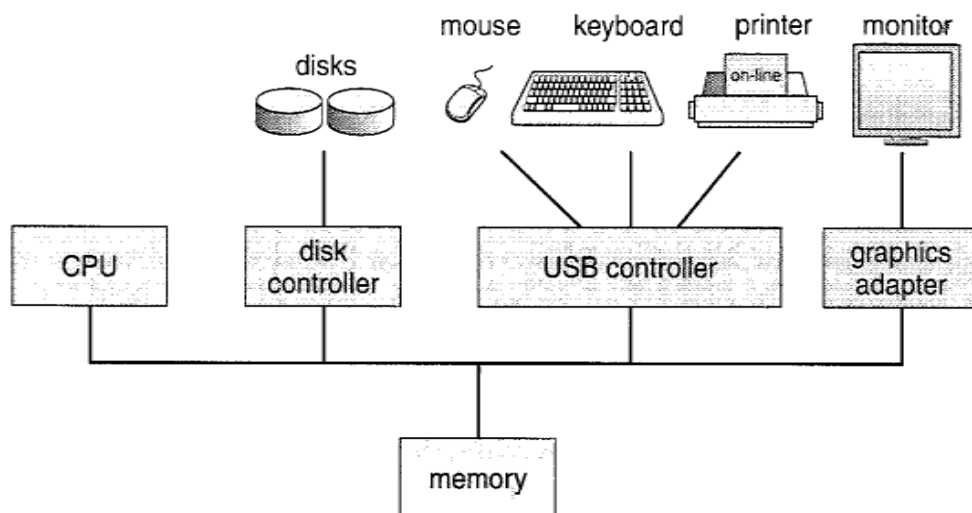 mouse keyboard printer monitor
disks
on-line
CPU
disk
controller
USB controller
graphics
adapter
memory